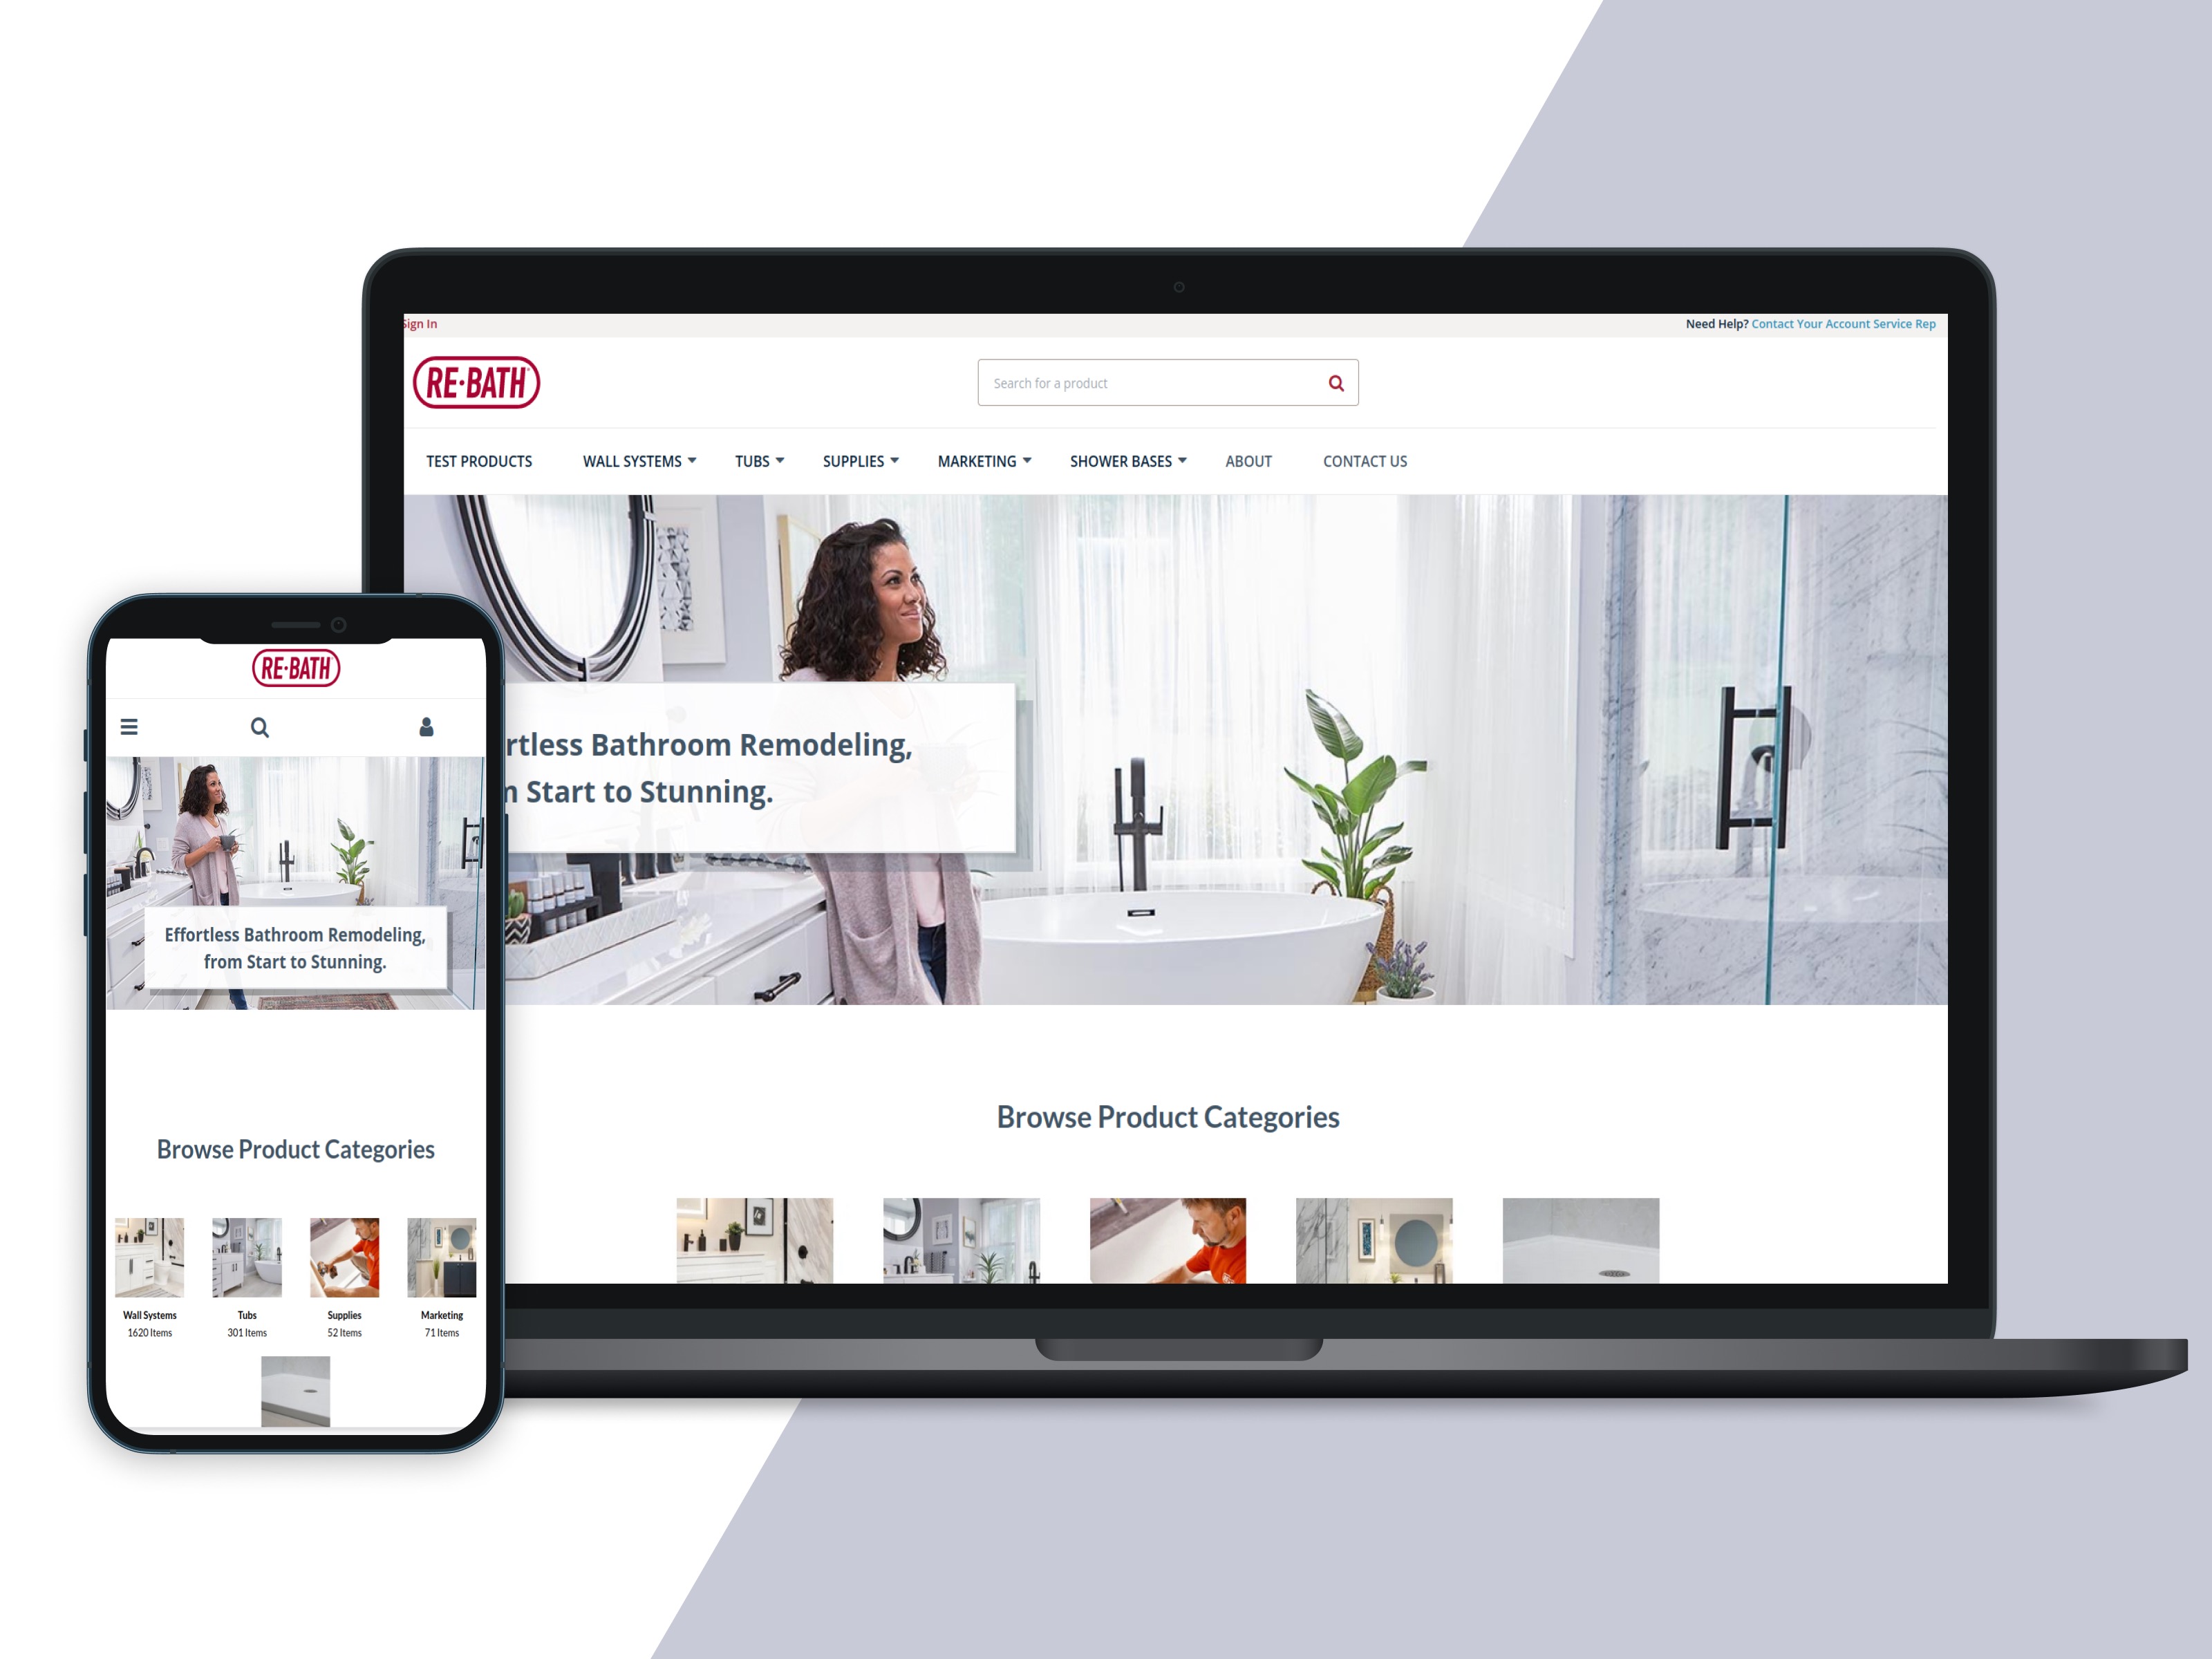 Sign In
Need Help? Contact Your Account Service Rep
RE·BATH
Search for a product
TEST PRODUCTS WALL SYSTEMS TUBS SUPPLIES MARKETING SHOWER BASES ABOUT CONTACT US
rtless Bathroom Remodeling,
Start to Stunning.
Browse Product Categories
RE·BATH
Effortless Bathroom Remodeling,
from Start to Stunning.
Browse Product Categories
Wall Systems
1620 Items
Tubs
301 Items
Supplies
52 Items
Marketing
71 Items